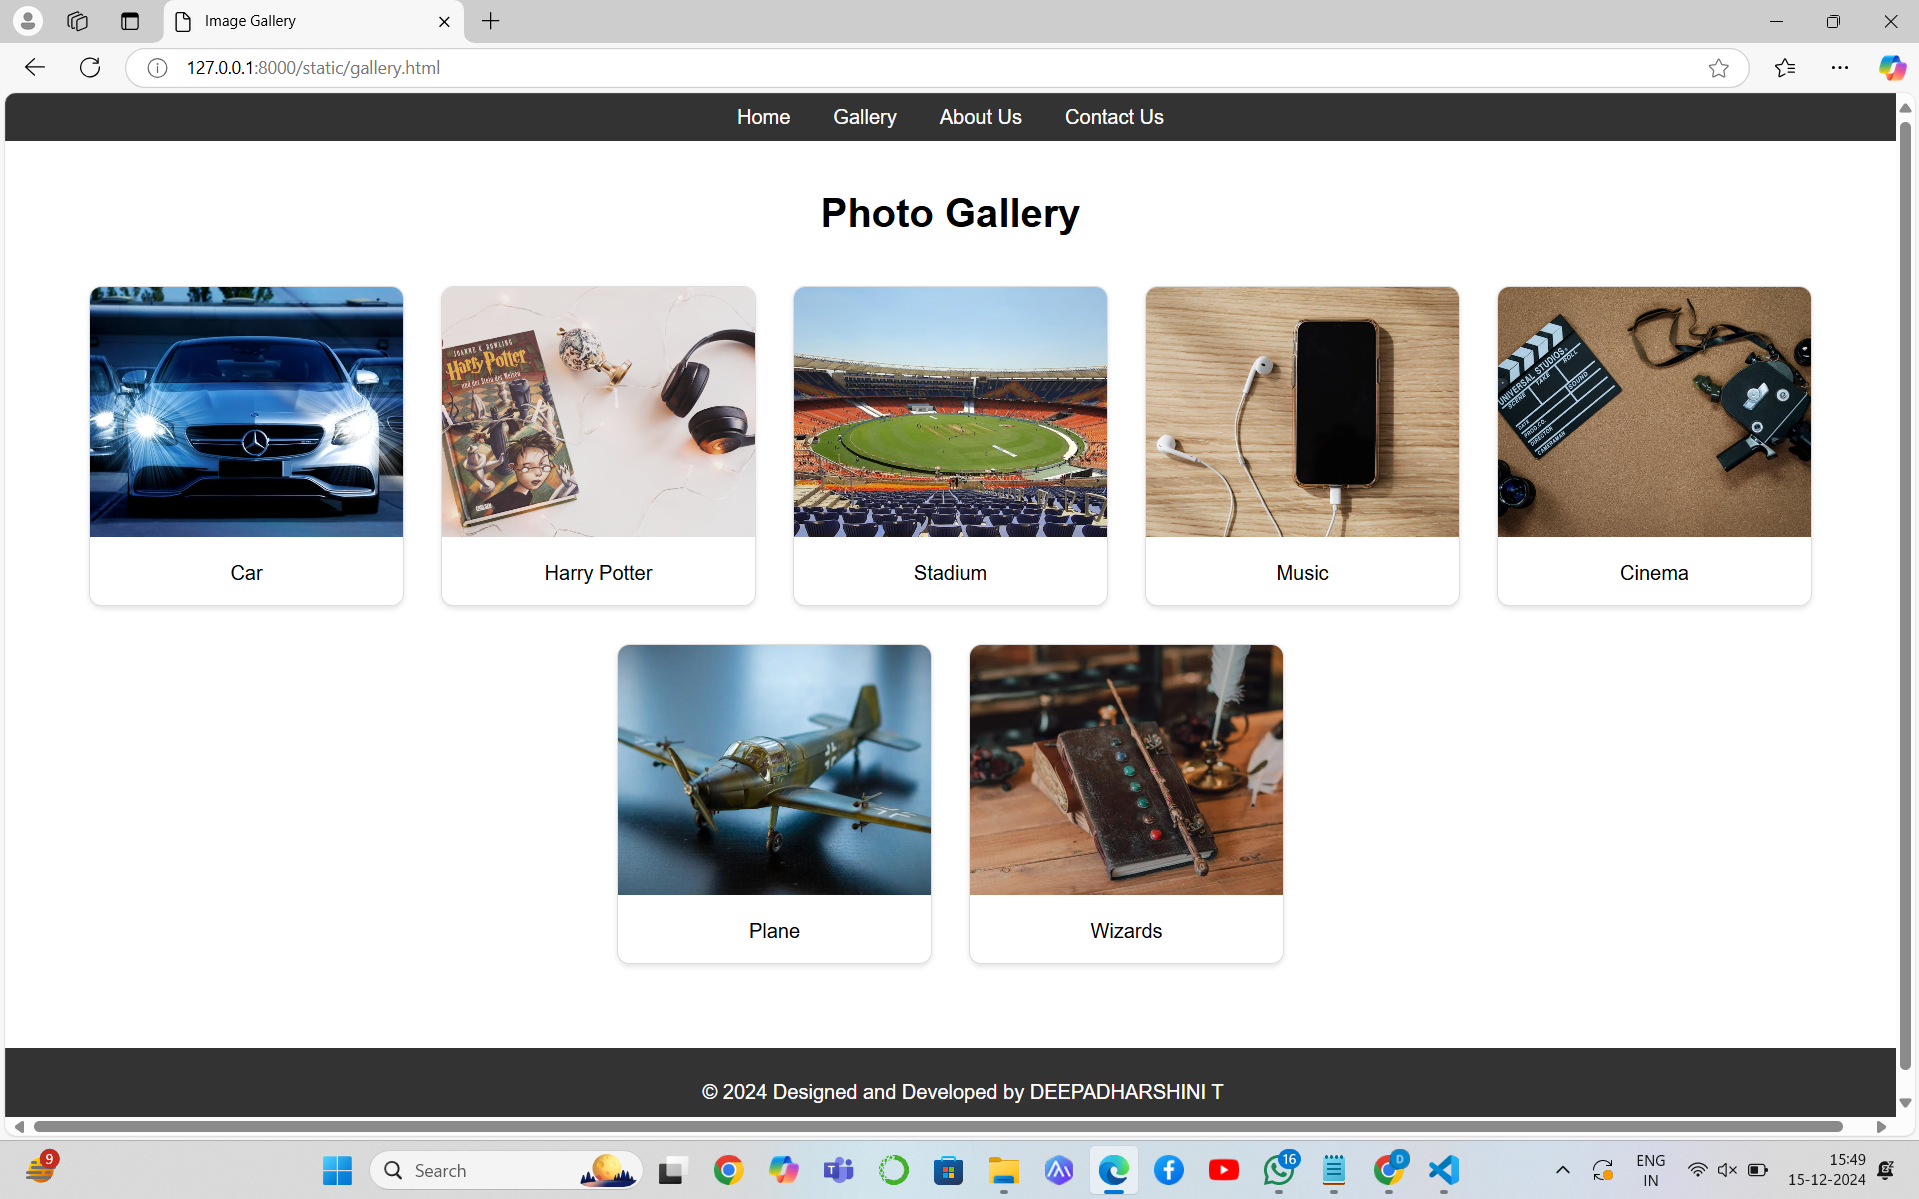 Image Gallery
127.0.0.1:8000/static/gallery.html
Home Gallery About Us Contact Us
Photo Gallery
JOANNE K. ROWLING
Harry Potter
und der Stein der Weisen
UNIVERSAL STUDIOS
SCENE TAKE ROLL
SOUND
DATE
PROD.CO.
DIRECTOR
CAMERAMAN
Car
Harry Potter
Stadium
Music
Cinema
Plane
Wizards
© 2024 Designed and Developed by DEEPADHARSHINI T
9
Search
16
D
ENG
IN
15:49
15-12-2024